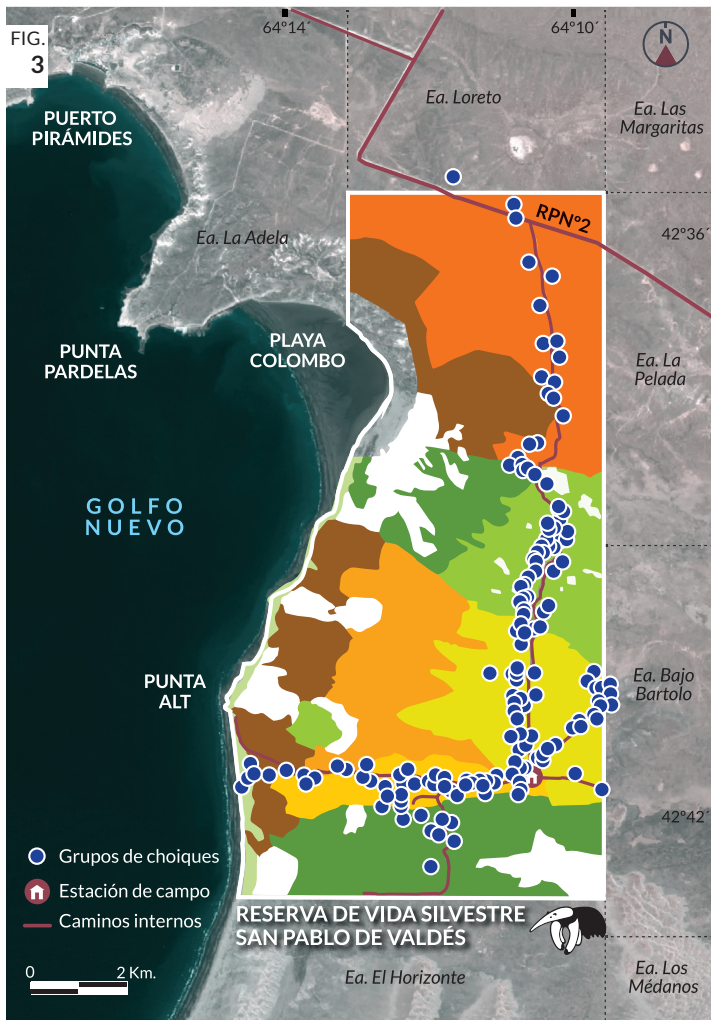 FIG.
3
64°14´
64°10´
N
Ea. Loreto
Ea. Las
Margaritas
PUERTO
PIRÁMIDES
RPN°2
42°36´
Ea. La Adela
PUNTA
PARDELAS
PLAYA
COLOMBO
Ea. La
Pelada
GOLFO
NUEVO
PUNTA
ALT
Ea. Bajo
Bartolo
42°42´
Grupos de choiques
Estación de campo
Caminos internos
RESERVA DE VIDA SILVESTRE
SAN PABLO DE VALDÉS
0 2 Km.
Ea. El Horizonte
Ea. Los
Médanos